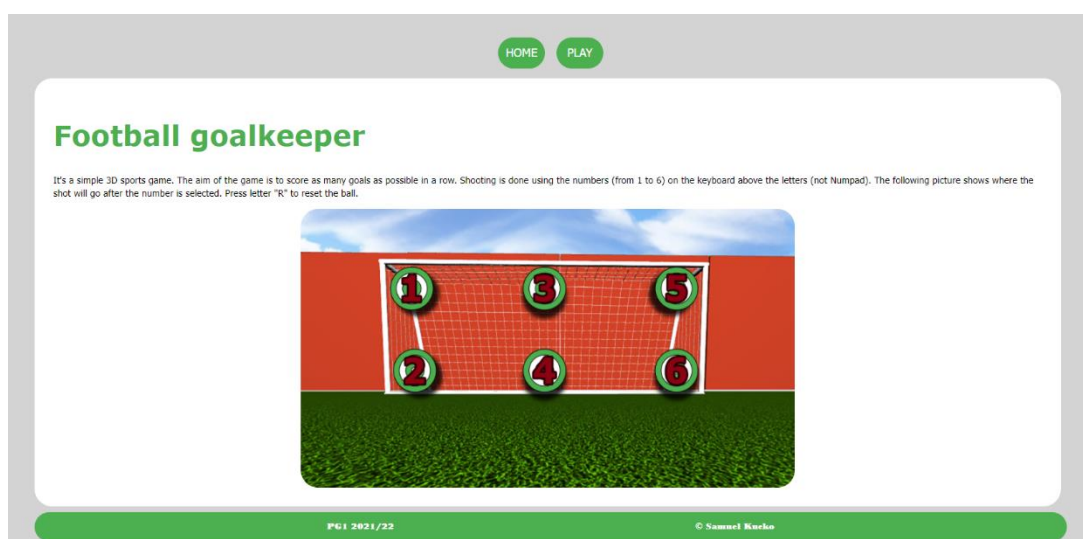 HOME PLAY
Football goalkeeper
It's a simple 3D sports game. The aim of the game is to score as many goals as possible in a row. Shooting is done using the numbers (from 1 to 6) on the keyboard above the letters (not Numpad). The following picture shows where the
shot will go after the number is selected. Press letter "R" to reset the ball.
1 3 5
2 4 6
PG1 2021/22 © Samuel Kucko